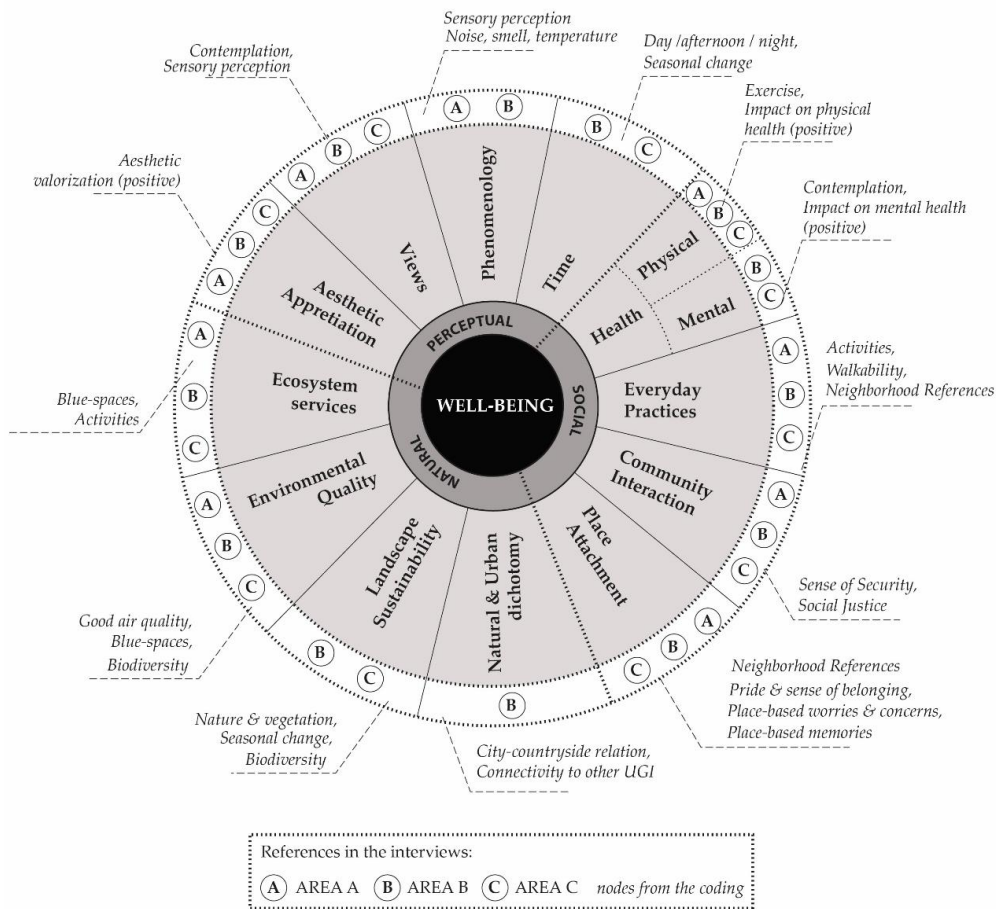 Sensory perception
Noise, smell, temperature
Day /afternoon / night,
Seasonal change
Contemplation,
Sensory perception
Exercise,
Impact on physical
health (positive)
Aesthetic
valorization (positive)
Contemplation,
Impact on mental health
(positive)
Activities,
Walkability,
Neighborhood References
Blue-spaces,
Activities
Sense of Security,
Social Justice
Good air quality,
Blue-spaces,
Biodiversity
Neighborhood References
Pride & sense of belonging,
Place-based worries & concerns,
Place-based memories
Nature & vegetation,
Seasonal change,
Biodiversity
City-countryside relation,
Connectivity to other UGI
A B
Phenomenology
B
C
Time
A
B
C
Physical
Health
B
C
Mental
A
B
C
Everyday
Practices
A
B
C
Community
Interaction
A
B
C
Place
Attachment
B
Natural & Urban
dichotomy
B
C
Landscape
Sustainability
A
B
C
Environmental
Quality
A
B
C
Ecosystem
services
A
B
C
Aesthetic
Appretiation
A
B
C
Views
PERCEPTUAL
SOCIAL
NATURAL
WELL-BEING
References in the interviews:
A AREA A B AREA B C AREA C nodes from the coding